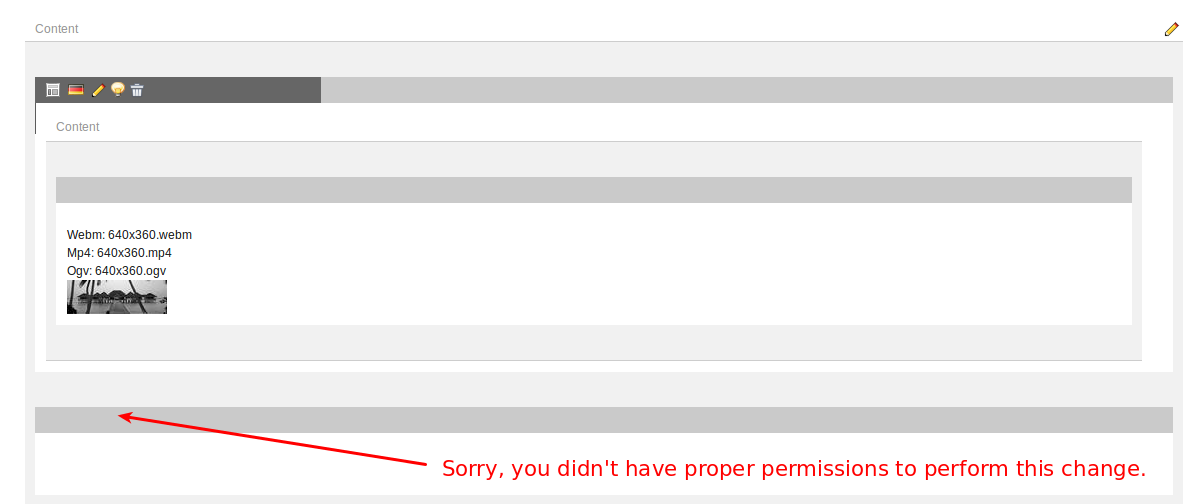 Content
Content
Webm: 640x360.webm
Mp4: 640x360.mp4
Ogv: 640x360.ogv
Sorry, you didn't have proper permissions to perform this change.